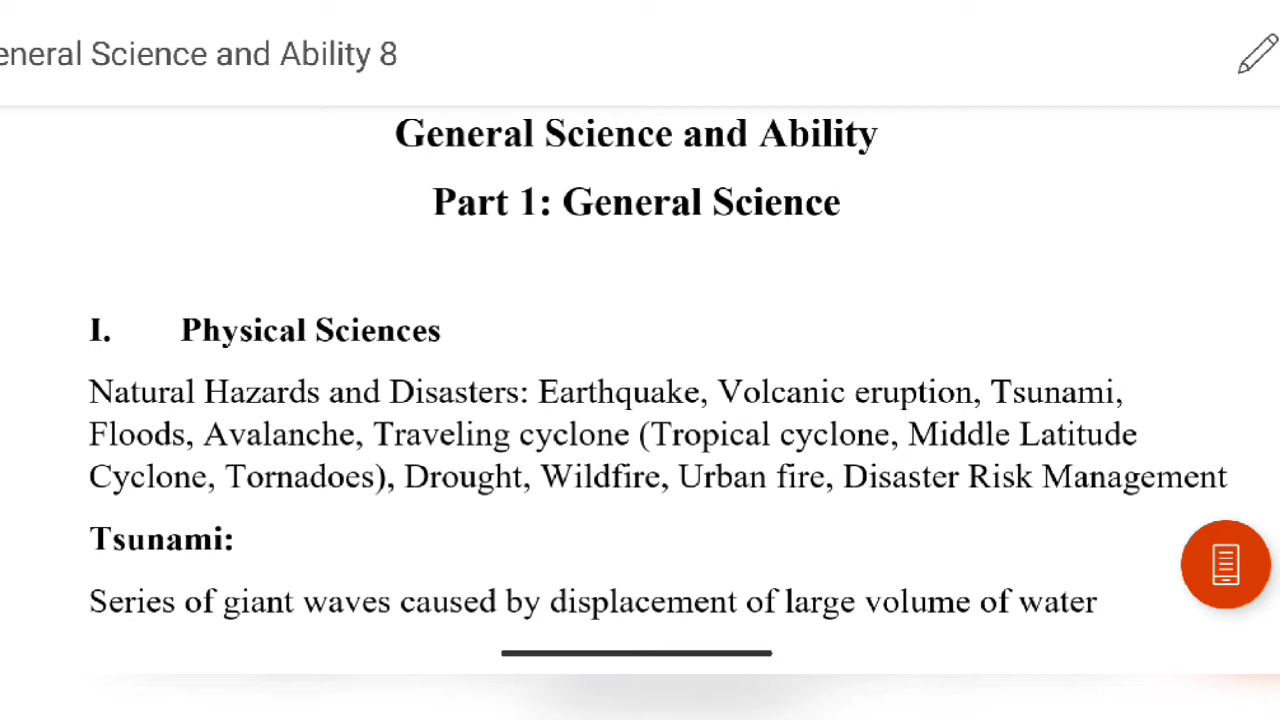 eneral Science and Ability 8
General Science and Ability
Part 1: General Science
I. Physical Sciences
Natural Hazards and Disasters: Earthquake, Volcanic eruption, Tsunami,
Floods, Avalanche, Traveling cyclone (Tropical cyclone, Middle Latitude
Cyclone, Tornadoes), Drought, Wildfire, Urban fire, Disaster Risk Management
Tsunami:
Series of giant waves caused by displacement of large volume of water